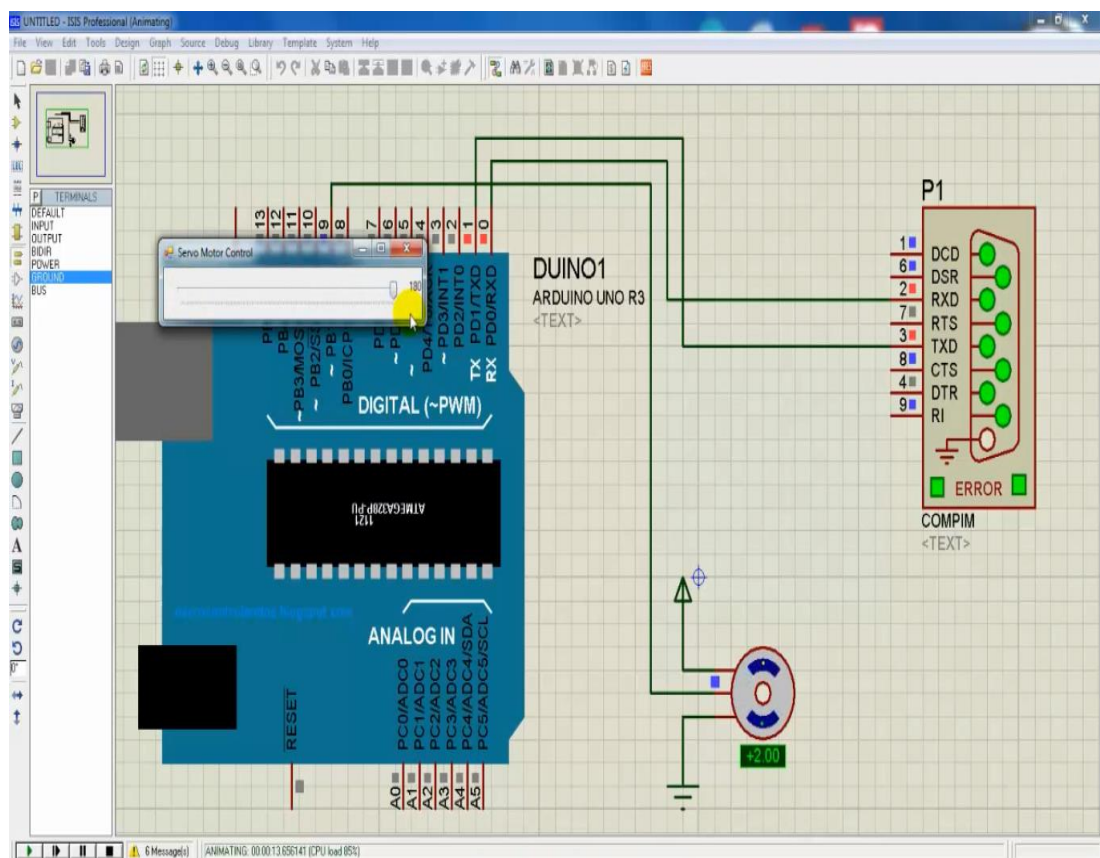 UNTITLED - ISIS Professional (Animating)
File View Edit Tools Design Graph Source Debug Library Template System Help
P TERMINALS
DEFAULT
INPUT
OUTPUT
BIDIR
POWER
GROUND
BUS
13
12
11
10
9
8
7
6
5
4
3
2
1
0
Servo Motor Control
180
PB3/MOS
PB0/ICP
PD3/INT1
PD2/INT0
PD1/TXD
PD0/RXD
TX
RX
DIGITAL (~PWM)
ATMEGA328P-PU
1121
ANALOG IN
RESET
PC0/ADC0
PC1/ADC1
PC2/ADC2
PC3/ADC3
PC4/ADC4/SDA
PC5/ADC5/SCL
A0
A1
A2
A3
A4
A5
DUINO1
ARDUINO UNO R3
<TEXT>
P1
1 DCD
6 DSR
2 RXD
7 RTS
3 TXD
8 CTS
4 DTR
9 RI
ERROR
COMPIM
<TEXT>
+2.00
6 Message(s) ANIMATING: 00:00:13.656141 (CPU load 85%)